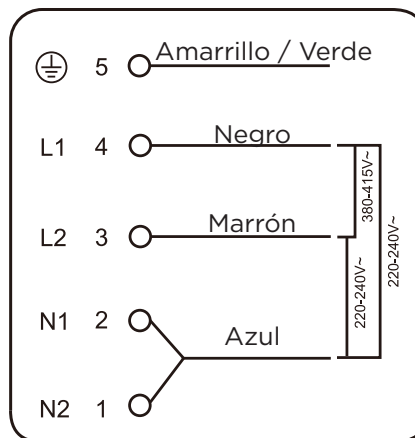 5 Amarrillo / Verde
L1 4 Negro
380-415V~
L2 3 Marrón
220-240V~
220-240V~
N1 2
Azul
N2 1